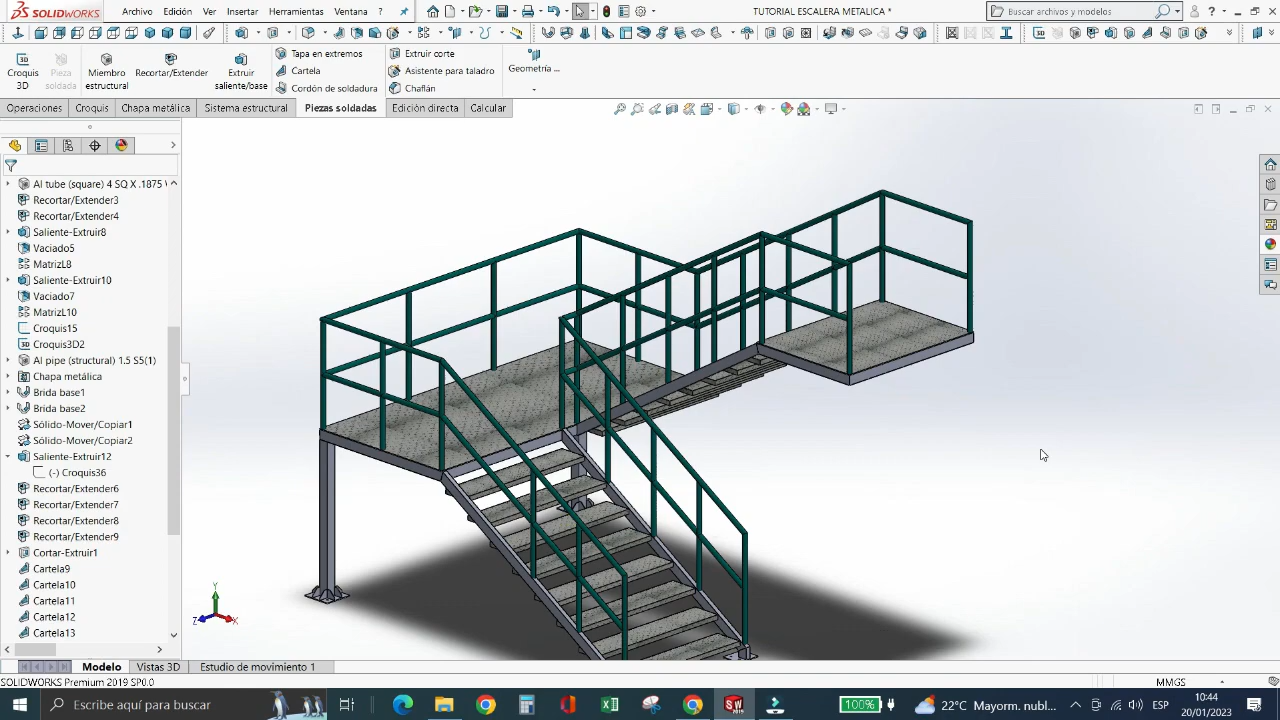 SOLIDWORKS
Archivo Edición Ver Insertar Herramientas Ventana ?
TUTORIAL ESCALERA METALICA *
Buscar archivos y modelos
Croquis 3D
Pieza soldada
Miembro estructural
Recortar/Extender
Extruir saliente/base
Tapa en extremos
Cartela
Cordón de soldadura
Extruir corte
Asistente para taladro
Chaflán
Geometría ...
Operaciones Croquis Chapa metálica Sistema estructural Piezas soldadas Edición directa Calcular
Al tube (square) 4 SQ X .1875
Recortar/Extender3
Recortar/Extender4
Saliente-Extruir8
Vaciado5
MatrizL8
Saliente-Extruir10
Vaciado7
MatrizL10
Croquis15
Croquis3D2
Al pipe (structural) 1.5 S5(1)
Chapa metálica
Brida base1
Brida base2
Sólido-Mover/Copiar1
Sólido-Mover/Copiar2
Saliente-Extruir12
(-) Croquis36
Recortar/Extender6
Recortar/Extender7
Recortar/Extender8
Recortar/Extender9
Cortar-Extruir1
Cartela9
Cartela10
Cartela11
Cartela12
Cartela13
Y
Z
X
Modelo Vistas 3D Estudio de movimiento 1
SOLIDWORKS Premium 2019 SP0.0
MMGS
Escribe aquí para buscar
100%
22°C Mayorm. nubl...
ESP
10:44
20/01/2023